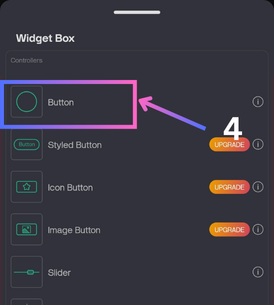 Widget Box
Controllers
Button
4
Button
Styled Button
UPGRADE
Icon Button
UPGRADE
Image Button
UPGRADE
Slider